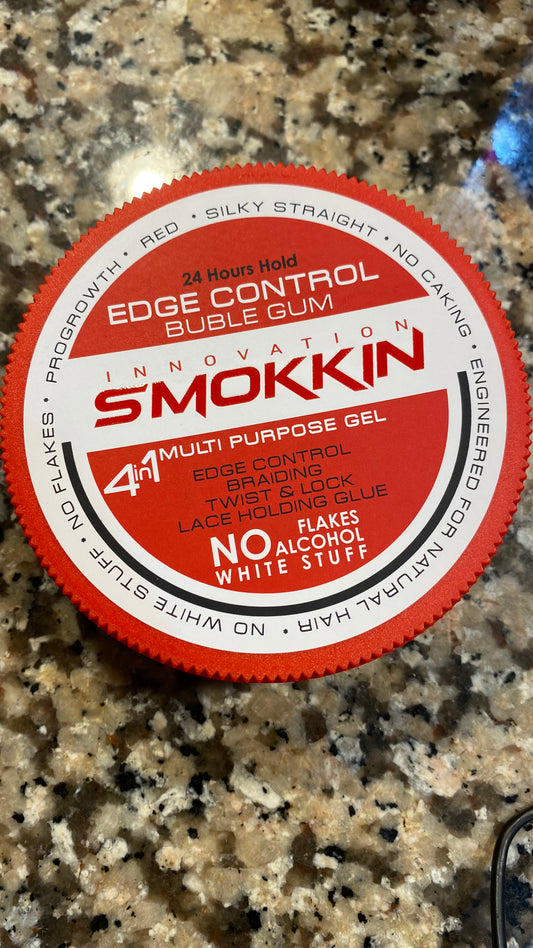 24 Hours Hold
EDGE CONTROL
BUBLE GUM
INNOVATION
SMOKKIN
4in1 MULTI PURPOSE GEL
EDGE CONTROL
BRAIDING
TWIST & LOCK
LACE HOLDING GLUE
NO FLAKES
ALCOHOL
WHITE STUFF
NO FLAKES • PROGROWTH • RED • SILKY STRAIGHT • NO CAKING • ENGINEERED FOR NATURAL HAIR • NO WHITE STUFF •